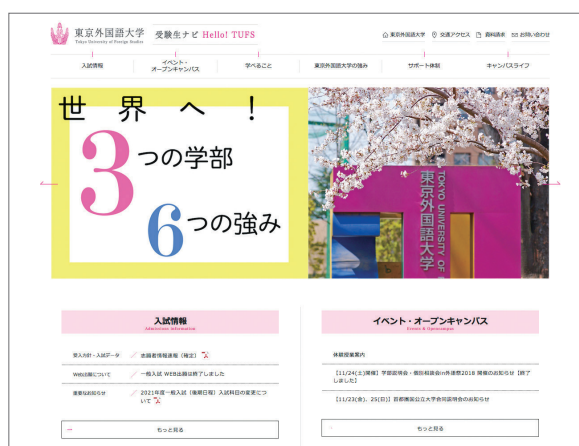 東京外国語大学
Tokyo University of Foreign Studies
受験生ナビ Hello! TUFS
東京外国語大学
交通アクセス
資料請求
お問い合わせ
入試情報
イベント・
オープンキャンパス
学べること
東京外国語大学の強み
サポート体制
キャンパスライフ
世界へ!
3つの学部
6つの強み
TOKYO UNIVERSITY OF
東京外国語大学
入試情報
Admissions information
受入方針・入試データ
志願者情報速報(確定)
Web出願について
一般入試 WEB出願は終了しました
重要なお知らせ
2021年度一般入試(後期日程)入試科目の変更につ
いて
もっと見る
イベント・オープンキャンパス
Events & Opencampus
体験授業案内
【11/24(土)開催】学部説明会・個別相談会in外語祭2018 開催のお知らせ【終了
しました】
【11/23(金)、25(日)】首都圏国公立大学合同説明会のお知らせ
もっと見る